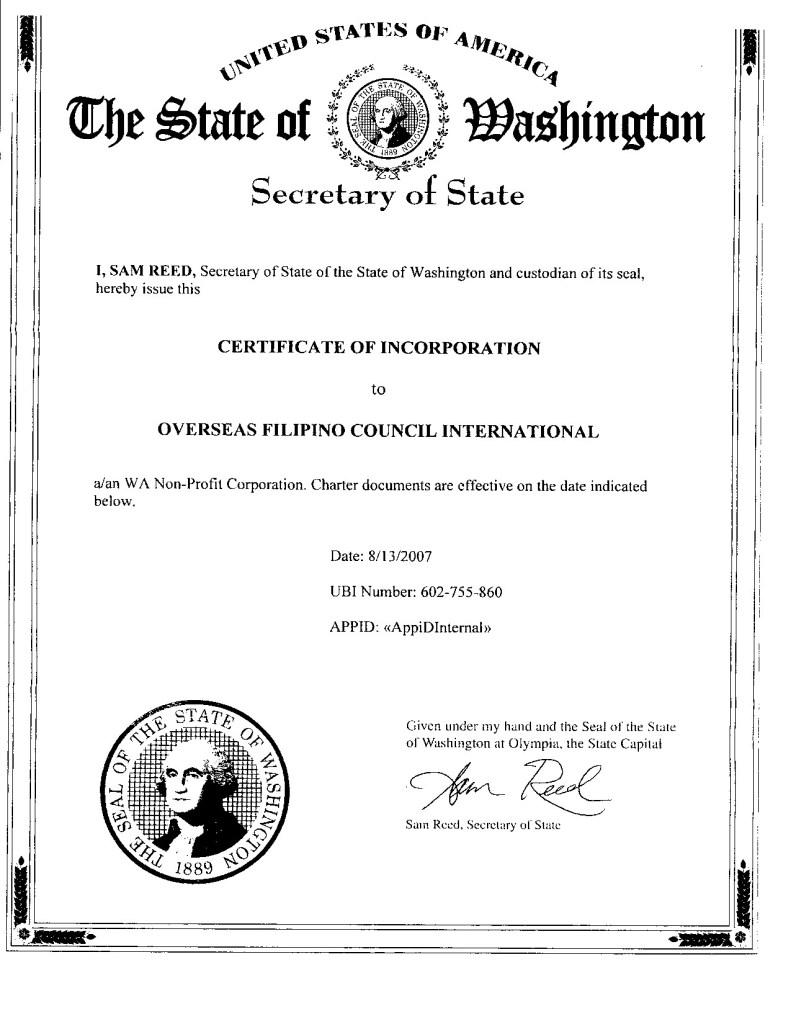 UNITED STATES OF AMERICA
The State of Washington
THE SEAL OF THE STATE OF WASHINGTON
1889
Secretary of State
I, SAM REED, Secretary of State of the State of Washington and custodian of its seal,
hereby issue this
CERTIFICATE OF INCORPORATION
to
OVERSEAS FILIPINO COUNCIL INTERNATIONAL
a/an WA Non-Profit Corporation. Charter documents are effective on the date indicated
below.
Date: 8/13/2007
UBI Number: 602-755-860
APPID: «AppiDInternal»
THE SEAL OF THE STATE OF WASHINGTON
1889
Given under my hand and the Seal of the State
of Washington at Olympia, the State Capital
Sam Reed
Sam Reed, Secretary of State